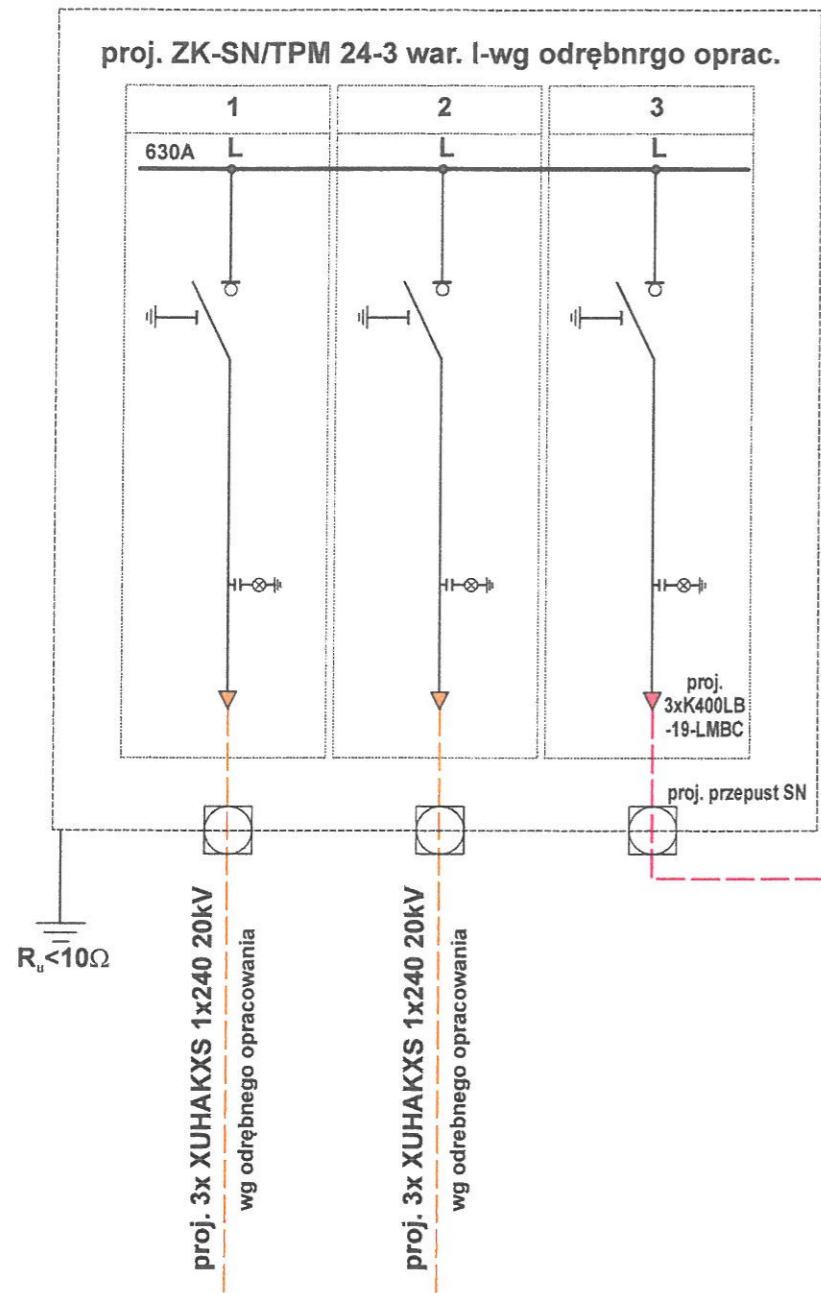 proj. ZK-SN/TPM 24-3 war. I-wg odrębnrgo oprac.
1
2
3
630A
L
L
L
proj.
3xK400LB
-19-LMBC
proj. przepust SN
Ru<10Ω
proj. 3x XUHAKXS 1x240 20kV
wg odrębnego opracowania
proj. 3x XUHAKXS 1x240 20kV
wg odrebnego opracowania